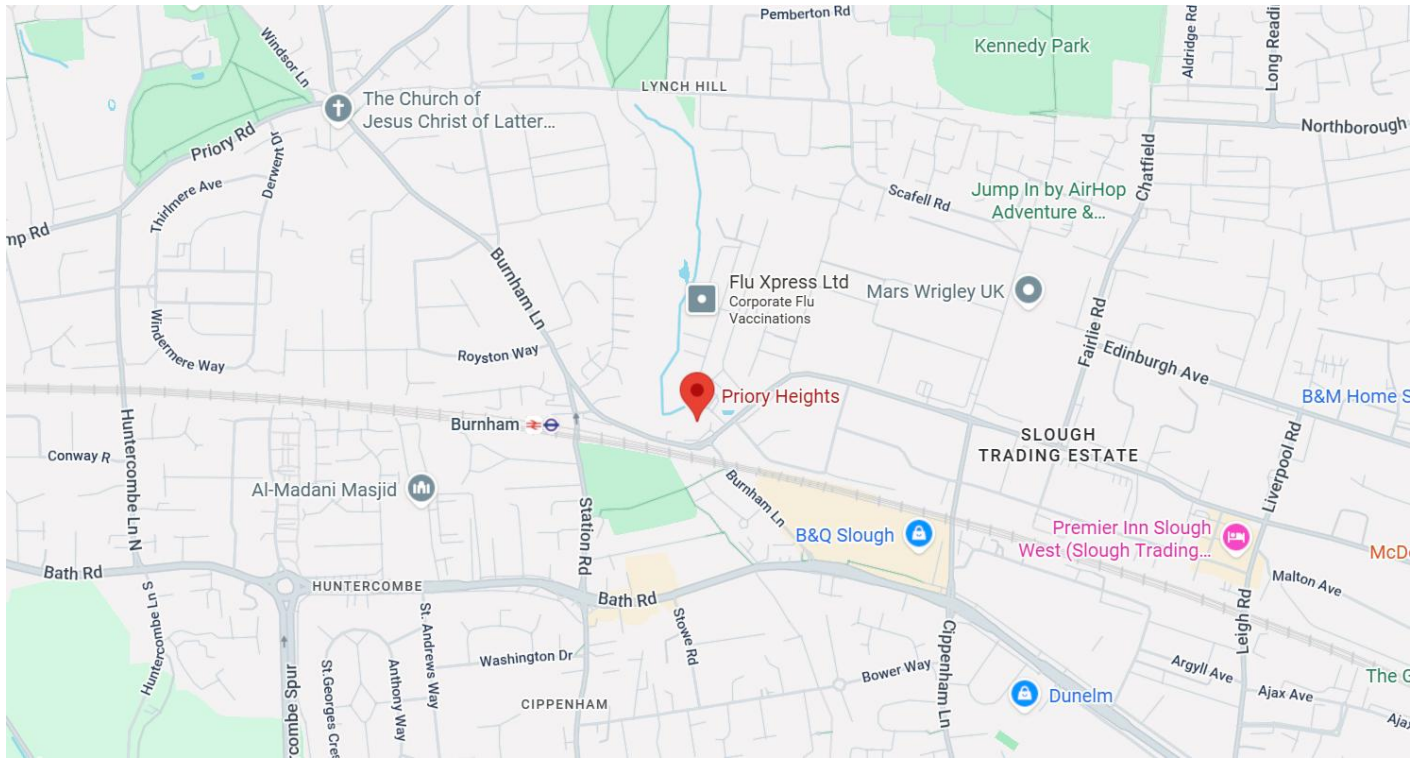 Pemberton Rd
Kennedy Park
Aldridge Rd
Long Readi
Windsor Ln
LYNCH HILL
The Church of
Jesus Christ of Latter...
Northborough
Priory Rd
Derwent Dr
Thirlmere Ave
Scafell Rd
Jump In by AirHop
Adventure &...
Chatfield
mp Rd
Burnham Ln
Flu Xpress Ltd
Corporate Flu
Vaccinations
Mars Wrigley UK
Windermere Way
Royston Way
Fairlie Rd
Edinburgh Ave
Priory Heights
B&M Home S
Huntercombe Ln N
Burnham
SLOUGH
TRADING ESTATE
Liverpool Rd
Conway R
Al-Madani Masjid
Station Rd
Burnham Ln
B&Q Slough
Premier Inn Slough
West (Slough Trading...
McDo
Bath Rd
HUNTERCOMBE
Bath Rd
Malton Ave
Huntercombe Ln S
St. Andrews Way
Stowe Rd
Cippenham Ln
Leigh Rd
Washington Dr
Bower Way
Argyll Ave
The G
St.Georges Cres
Anthony Way
CIPPENHAM
Dunelm
Ajax Ave
Ajax
combe Spur